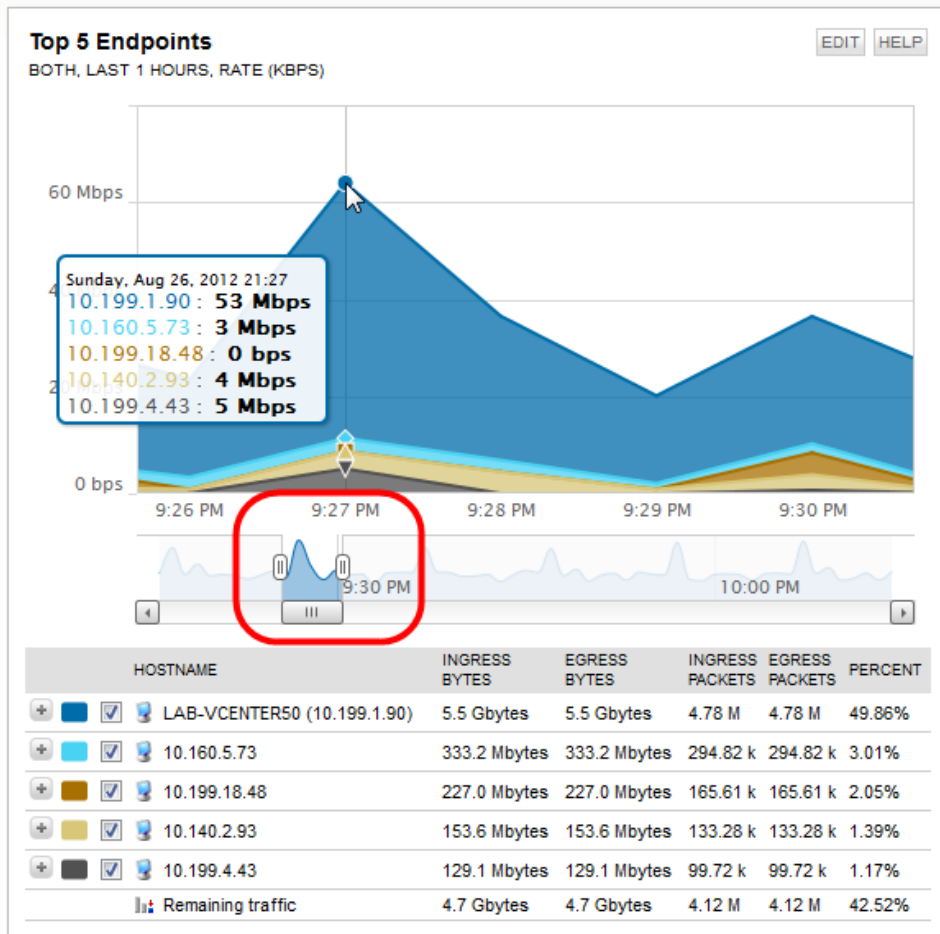 Top 5 Endpoints
EDIT HELP
BOTH, LAST 1 HOURS, RATE (KBPS)
60 Mbps
Sunday, Aug 26, 2012 21:27
10.199.1.90 : 53 Mbps
10.160.5.73 : 3 Mbps
10.199.18.48 : 0 bps
10.140.2.93 : 4 Mbps
10.199.4.43 : 5 Mbps
0 bps
9:26 PM 9:27 PM 9:28 PM 9:29 PM 9:30 PM
9:30 PM 10:00 PM
HOSTNAME INGRESS BYTES EGRESS BYTES INGRESS PACKETS EGRESS PACKETS PERCENT
LAB-VCENTER50 (10.199.1.90) 5.5 Gbytes 5.5 Gbytes 4.78 M 4.78 M 49.86%
10.160.5.73 333.2 Mbytes 333.2 Mbytes 294.82 k 294.82 k 3.01%
10.199.18.48 227.0 Mbytes 227.0 Mbytes 165.61 k 165.61 k 2.05%
10.140.2.93 153.6 Mbytes 153.6 Mbytes 133.28 k 133.28 k 1.39%
10.199.4.43 129.1 Mbytes 129.1 Mbytes 99.72 k 99.72 k 1.17%
Remaining traffic 4.7 Gbytes 4.7 Gbytes 4.12 M 4.12 M 42.52%